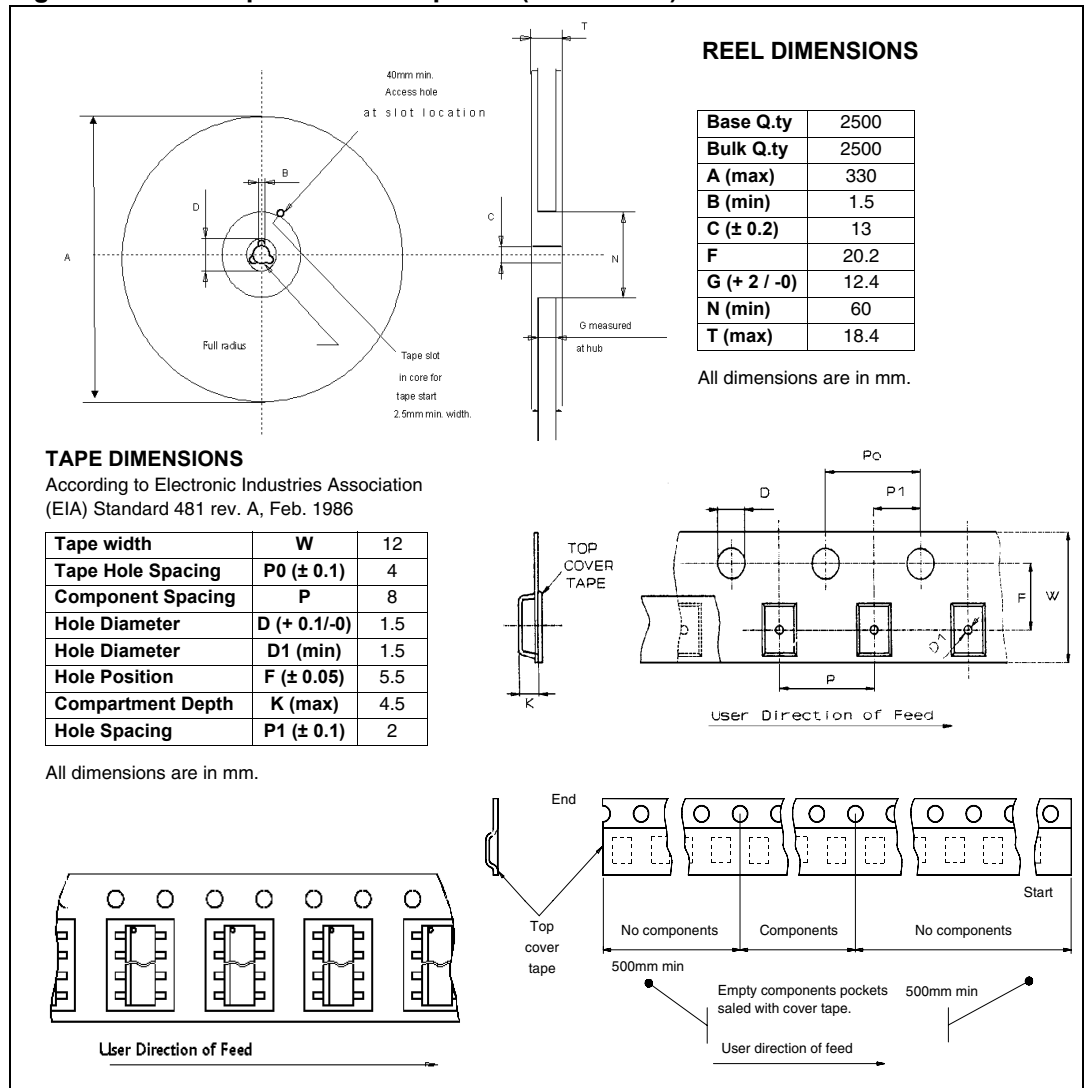 T
REEL DIMENSIONS
40mm min.
Access hole
at slot location
Base Q.ty 2500
Bulk Q.ty 2500
A (max) 330
B (min) 1.5
C (± 0.2) 13
F 20.2
G (+ 2 / -0) 12.4
N (min) 60
T (max) 18.4
All dimensions are in mm.
B
D
C
A
N
G measured
at hub
Full radius
Tape slot
in core for
tape start
2.5mm min. width.
TAPE DIMENSIONS
According to Electronic Industries Association
(EIA) Standard 481 rev. A, Feb. 1986
Tape width W 12
Tape Hole Spacing P0 (± 0.1) 4
Component Spacing P 8
Hole Diameter D (+ 0.1/-0) 1.5
Hole Diameter D1 (min) 1.5
Hole Position F (± 0.05) 5.5
Compartment Depth K (max) 4.5
Hole Spacing P1 (± 0.1) 2
All dimensions are in mm.
Po
D
P1
TOP
COVER
TAPE
F
W
D1
P
K
User Direction of Feed
End
Start
Top
cover
tape
No components
Components
No components
500mm min
Empty components pockets
saled with cover tape.
500mm min
User direction of feed
User Direction of Feed